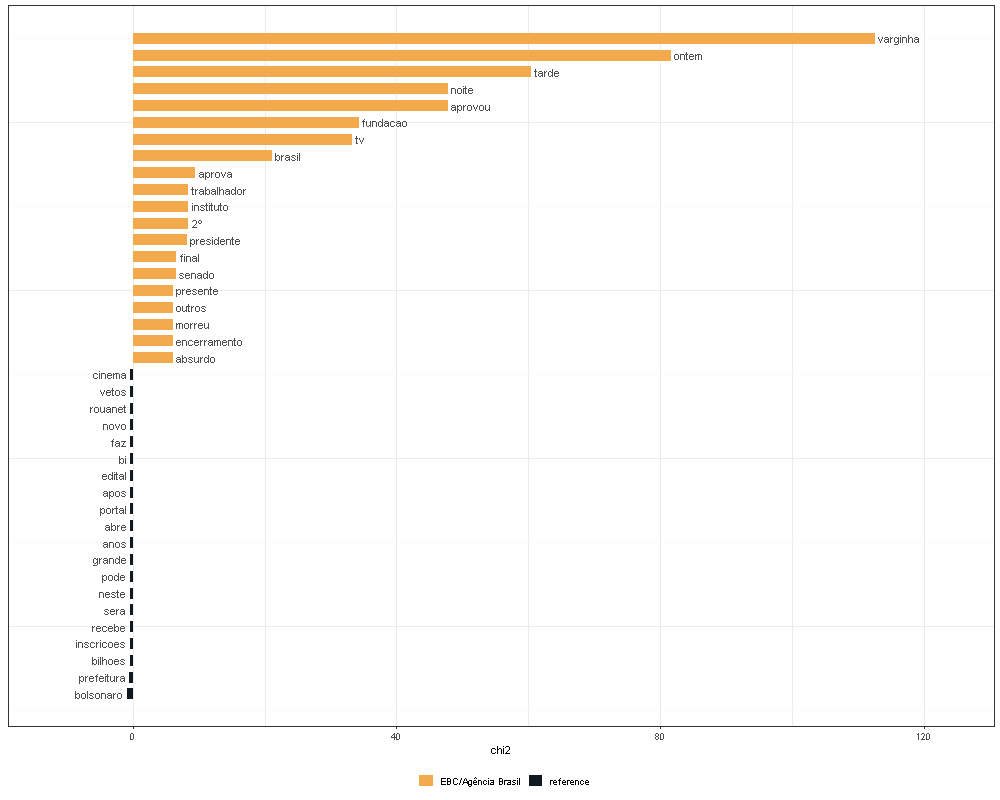 varginha
ontem
tarde
noite
aprovou
fundacao
tv
brasil
aprova
trabalhador
instituto
2º
presidente
final
senado
presente
outros
morreu
encerramento
absurdo
cinema
vetos
rouanet
novo
faz
bi
edital
apos
portal
abre
anos
grande
pode
neste
sera
recebe
inscricoes
bilhoes
prefeitura
bolsonaro
0 40 80 120
chi2
EBC/Agência Brasil reference